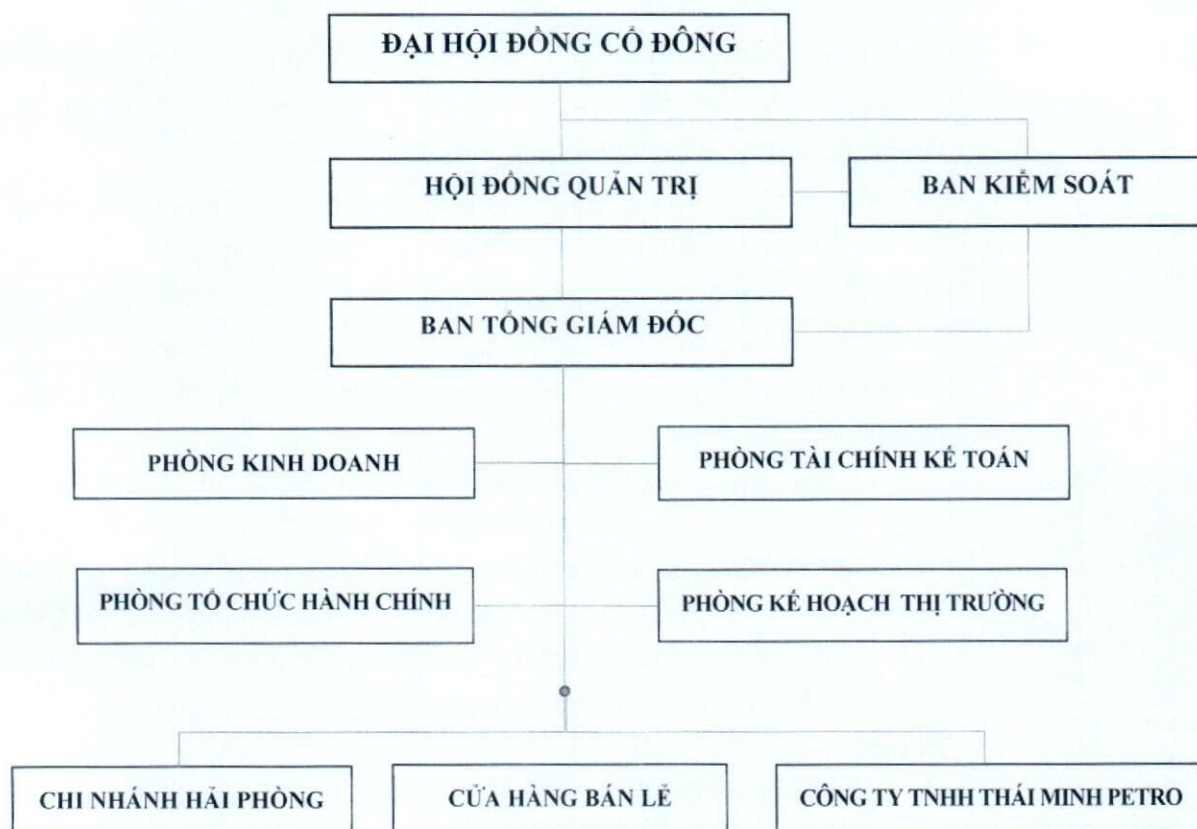 ĐẠI HỘI ĐỒNG CỔ ĐÔNG
HỘI ĐỒNG QUẢN TRỊ
BAN KIỂM SOÁT
BAN TỔNG GIÁM ĐỐC
PHÒNG KINH DOANH
PHÒNG TÀI CHÍNH KẾ TOÁN
PHÒNG TỔ CHỨC HÀNH CHÍNH
PHÒNG KẾ HOẠCH THỊ TRƯỜNG
CHI NHÁNH HẢI PHÒNG
CỬA HÀNG BÁN LẺ
CÔNG TY TNHH THÁI MINH PETRO